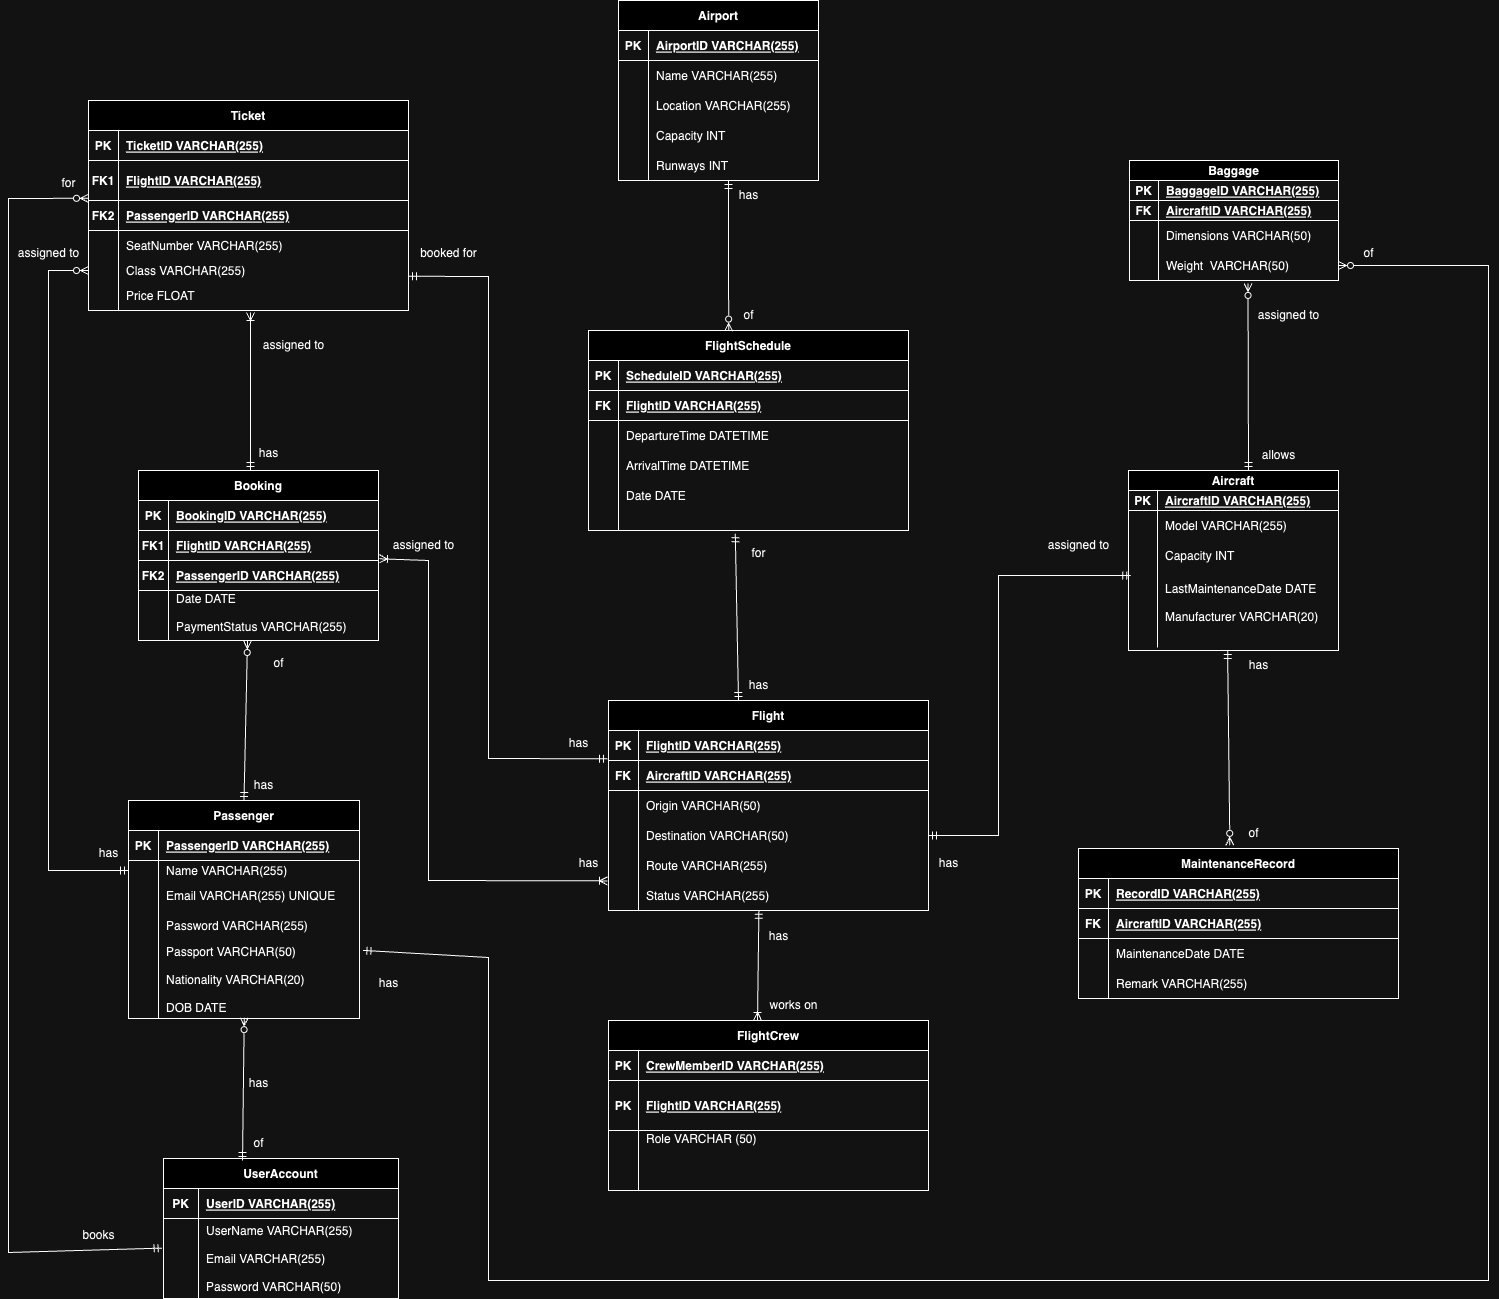 Airport
PK AirportID VARCHAR(255)
Name VARCHAR(255)
Location VARCHAR(255)
Capacity INT
Runways INT
has
of
Ticket
PK TicketID VARCHAR(255)
FK1 FlightID VARCHAR(255)
FK2 PassengerID VARCHAR(255)
SeatNumber VARCHAR(255)
Class VARCHAR(255)
Price FLOAT
for
assigned to
booked for
assigned to
has
Baggage
PK BaggageID VARCHAR(255)
FK AircraftID VARCHAR(255)
Dimensions VARCHAR(50)
Weight VARCHAR(50)
of
assigned to
allows
FlightSchedule
PK ScheduleID VARCHAR(255)
FK FlightID VARCHAR(255)
DepartureTime DATETIME
ArrivalTime DATETIME
Date DATE
for
has
Booking
PK BookingID VARCHAR(255)
FK1 FlightID VARCHAR(255)
FK2 PassengerID VARCHAR(255)
Date DATE
PaymentStatus VARCHAR(255)
assigned to
of
has
Aircraft
PK AircraftID VARCHAR(255)
Model VARCHAR(255)
Capacity INT
LastMaintenanceDate DATE
Manufacturer VARCHAR(20)
assigned to
has
of
Flight
PK FlightID VARCHAR(255)
FK AircraftID VARCHAR(255)
Origin VARCHAR(50)
Destination VARCHAR(50)
Route VARCHAR(255)
Status VARCHAR(255)
has
has
has
has
works on
Passenger
PK PassengerID VARCHAR(255)
Name VARCHAR(255)
Email VARCHAR(255) UNIQUE
Password VARCHAR(255)
Passport VARCHAR(50)
Nationality VARCHAR(20)
DOB DATE
has
has
has
of
MaintenanceRecord
PK RecordID VARCHAR(255)
FK AircraftID VARCHAR(255)
MaintenanceDate DATE
Remark VARCHAR(255)
FlightCrew
PK CrewMemberID VARCHAR(255)
PK FlightID VARCHAR(255)
Role VARCHAR (50)
UserAccount
PK UserID VARCHAR(255)
UserName VARCHAR(255)
Email VARCHAR(255)
Password VARCHAR(50)
books